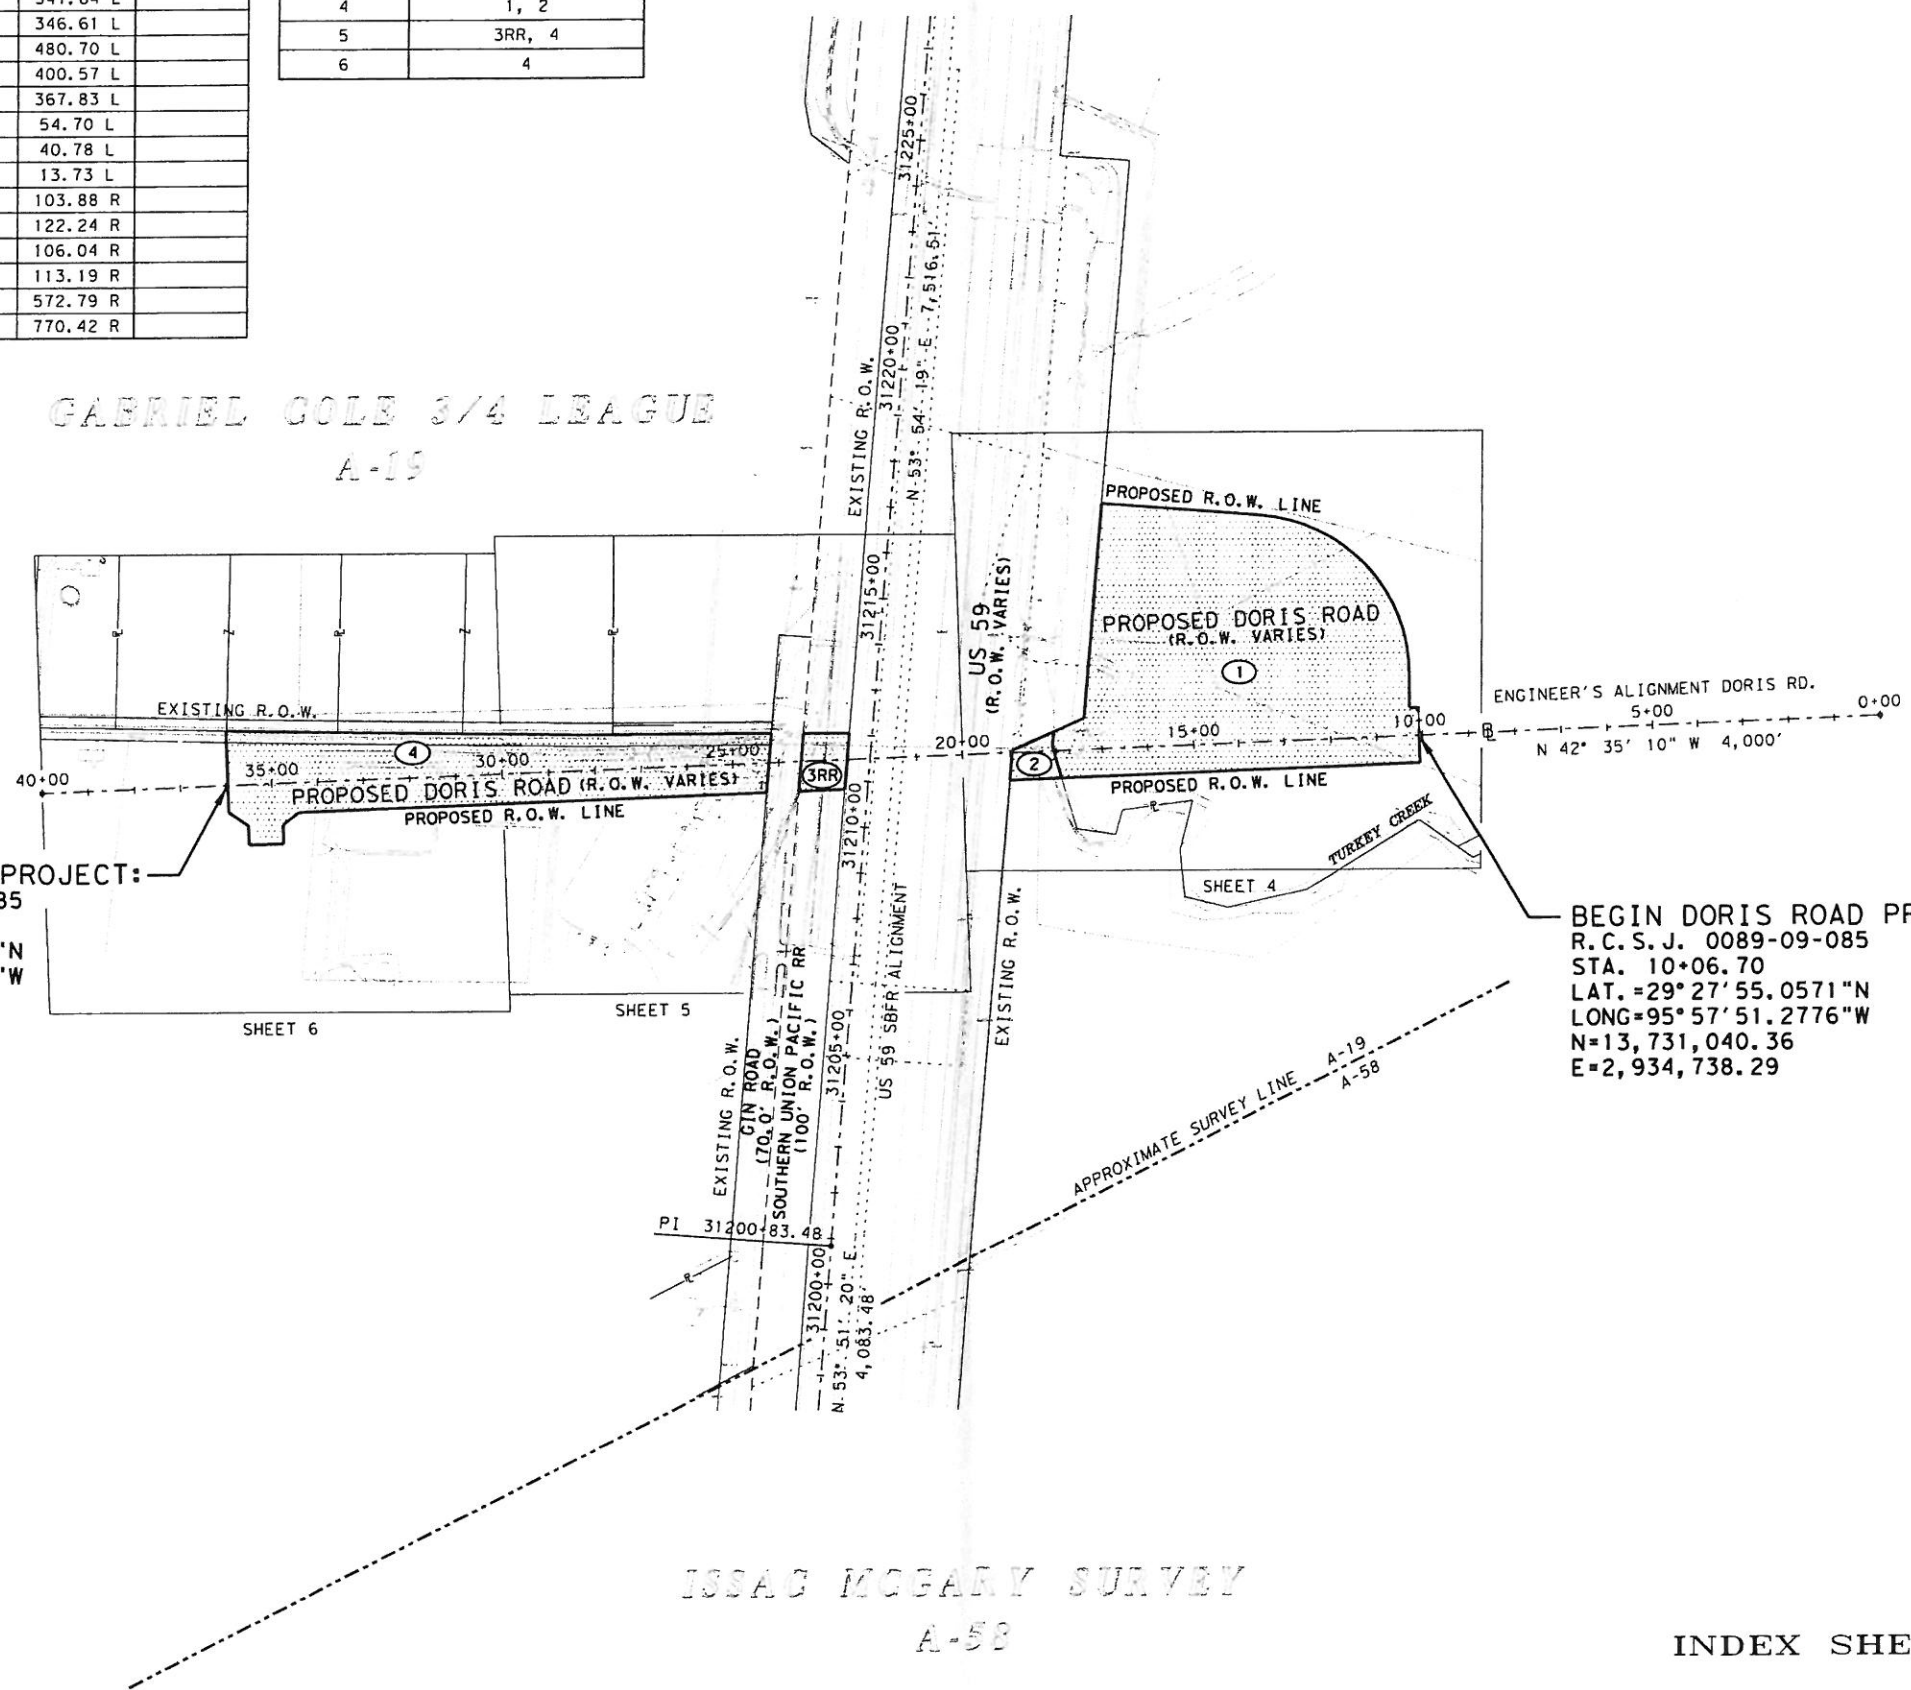 346.61 L
480.70 L
400.57 L
367.83 L
54.70 L
40.78 L
13.73 L
103.88 R
122.24 R
106.04 R
113.19 R
572.79 R
770.42 R
4 1, 2
5 3RR, 4
6 4
GABRIEL COLE 3/4 LEAGUE
A-19
31225+00
31220+00
31215+00
31210+00
31205+00
31200+00
N 53° 54' 19" E 7,516.51'
EXISTING R.O.W.
US 59
(R.O.W. VARIES)
PROPOSED R.O.W. LINE
PROPOSED DORIS ROAD
(R.O.W. VARIES)
1
ENGINEER'S ALIGNMENT DORIS RD.
0+00
5+00
10+00
15+00
20+00
25+00
30+00
35+00
40+00
N 42° 35' 10" W 4,000'
EXISTING R.O.W.
4
3RR
2
PROPOSED DORIS ROAD (R.O.W. VARIES)
PROPOSED R.O.W. LINE
PROPOSED R.O.W. LINE
TURKEY CREEK
SHEET 4
SHEET 5
SHEET 6
PROJECT:
85
"N
"W
BEGIN DORIS ROAD
R.C.S.J. 0089-09-085
STA. 10+06.70
LAT.=29°27'55.0571"N
LONG=95°57'51.2776"W
N=13,731,040.36
E=2,934,738.29
US 59 SBFR ALIGNMENT
EXISTING R.O.W.
EXISTING R.O.W.
GIN ROAD
(70.0' R.O.W.)
SOUTHERN UNION PACIFIC RR
(100' R.O.W.)
PI 31200+83.48
N 53° 51' 20" E
4,083.48'
APPROXIMATE SURVEY LINE
A-19
A-58
ISSAC MCGARY SURVEY
A-58
INDEX SHE